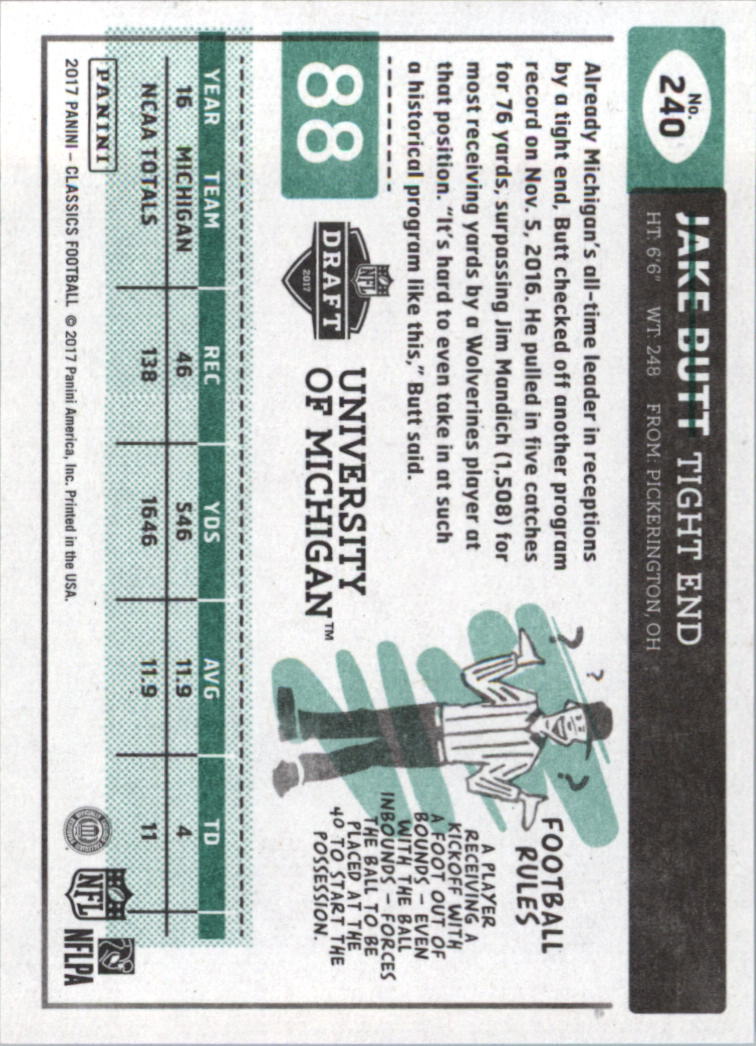 No.
240
JAKE BUTT TIGHT END
HT: 6'6" WT: 248 FROM: PICKERINGTON, OH
Already Michigan's all-time leader in receptions
by a tight end, Butt checked off another program
record on Nov. 5, 2016. He pulled in five catches
for 76 yards, surpassing Jim Mandich (1,508) for
most receiving yards by a Wolverines player at
that position. "It's hard to even take in at such
a historical program like this," Butt said.
? ? ?
FOOTBALL
RULES
A PLAYER
RECEIVING A
KICKOFF WITH
A FOOT OUT OF
BOUNDS – EVEN
WITH THE BALL
INBOUNDS – FORCES
THE BALL TO BE
PLACED AT THE
40 TO START THE
POSSESSION.
88
NFL
DRAFT
2017
UNIVERSITY
OF MICHIGAN™
YEAR TEAM REC YDS AVG TD
16 MICHIGAN 46 546 11.9 4
NCAA TOTALS 138 1646 11.9 11
PANINI
2017 PANINI – CLASSICS FOOTBALL © 2017 Panini America, Inc. Printed in the USA.
NFL
NFLPA